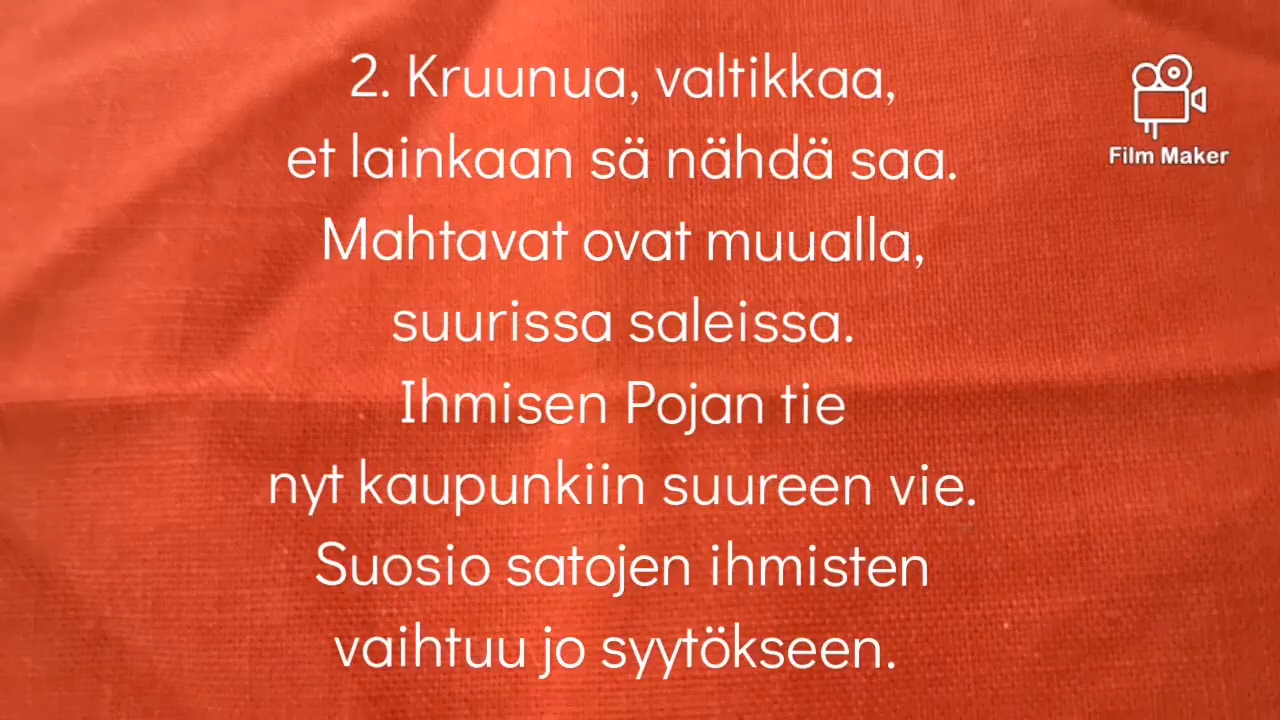 2. Kruunua, valtikkaa,
et lainkaan sä nähdä saa.
Mahtavat ovat muualla,
suurissa saleissa.
Ihmisen Pojan tie
nyt kaupunkiin suureen vie.
Suosio satojen ihmisten
vaihtuu jo syytökseen.
Film Maker